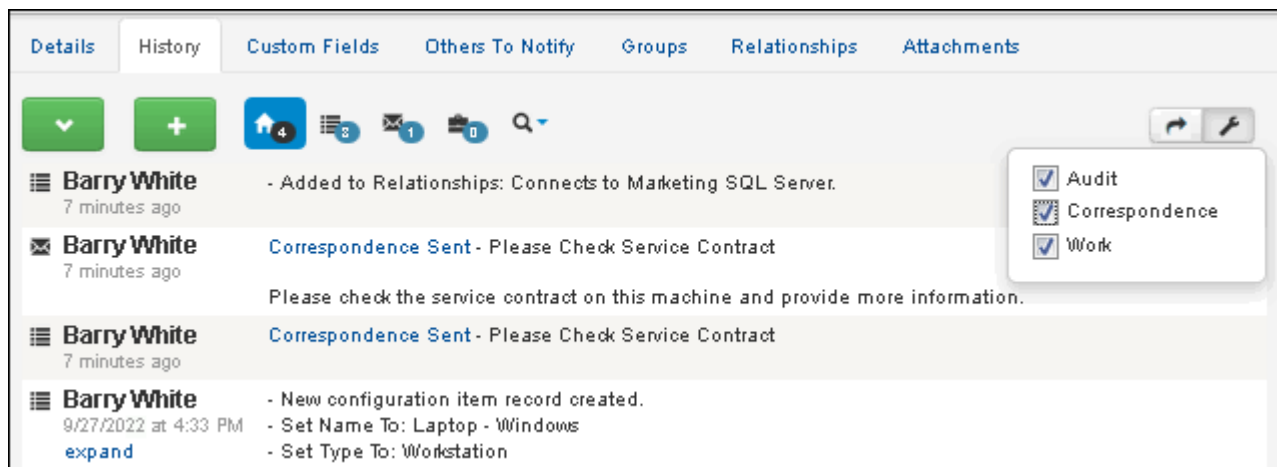 Details History Custom Fields Others To Notify Groups Relationships Attachments
4 3 1 0
Barry White - Added to Relationships: Connects to Marketing SQL Server.
7 minutes ago
Audit
Correspondence
Work
Barry White Correspondence Sent - Please Check Service Contract
7 minutes ago
Please check the service contract on this machine and provide more information.
Barry White Correspondence Sent - Please Check Service Contract
7 minutes ago
Barry White - New configuration item record created.
9/27/2022 at 4:33 PM - Set Name To: Laptop - Windows
expand - Set Type To: Workstation